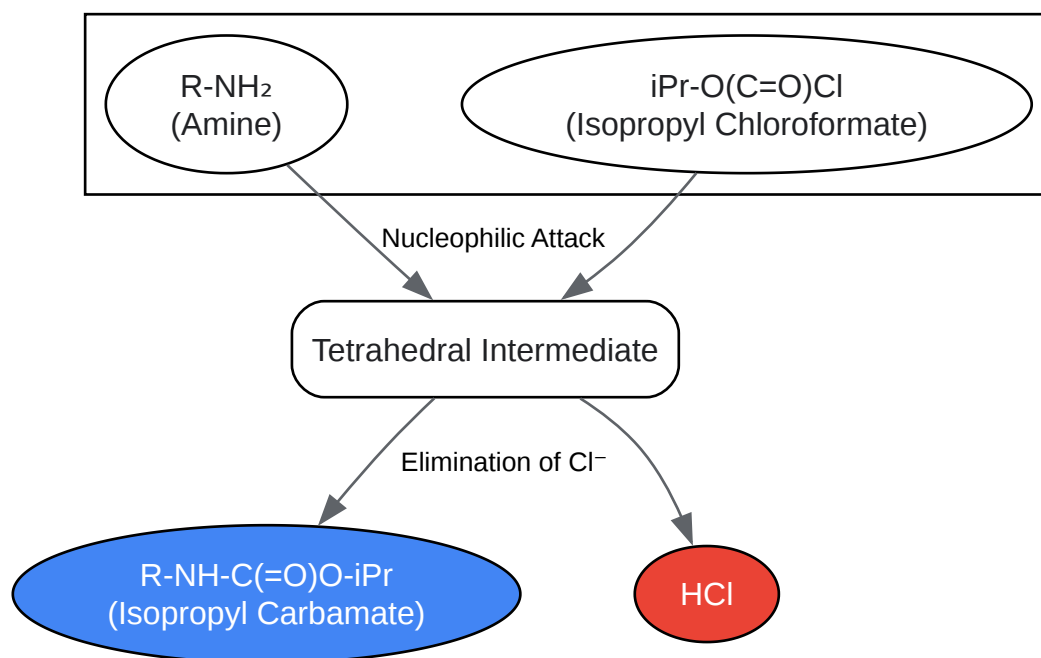 R-NH₂
(Amine)
iPr-O(C=O)Cl
(Isopropyl Chloroformate)
Nucleophilic Attack
Tetrahedral Intermediate
Elimination of Cl⁻
R-NH-C(=O)O-iPr
(Isopropyl Carbamate)
HCl